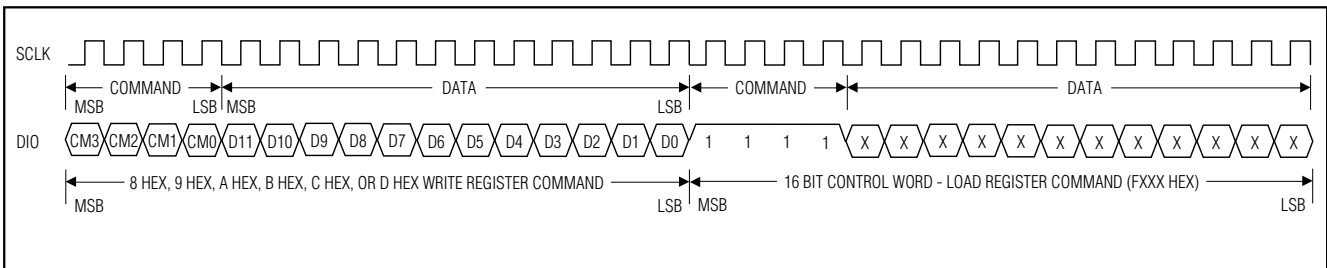 SCLK
COMMAND DATA COMMAND DATA
MSB LSB MSB LSB
DIO CM3 CM2 CM1 CM0 D11 D10 D9 D8 D7 D6 D5 D4 D3 D2 D1 D0 1 1 1 1 X X X X X X X X X X X X
8 HEX, 9 HEX, A HEX, B HEX, C HEX, OR D HEX WRITE REGISTER COMMAND 16 BIT CONTROL WORD - LOAD REGISTER COMMAND (FXXX HEX)
MSB LSB MSB LSB